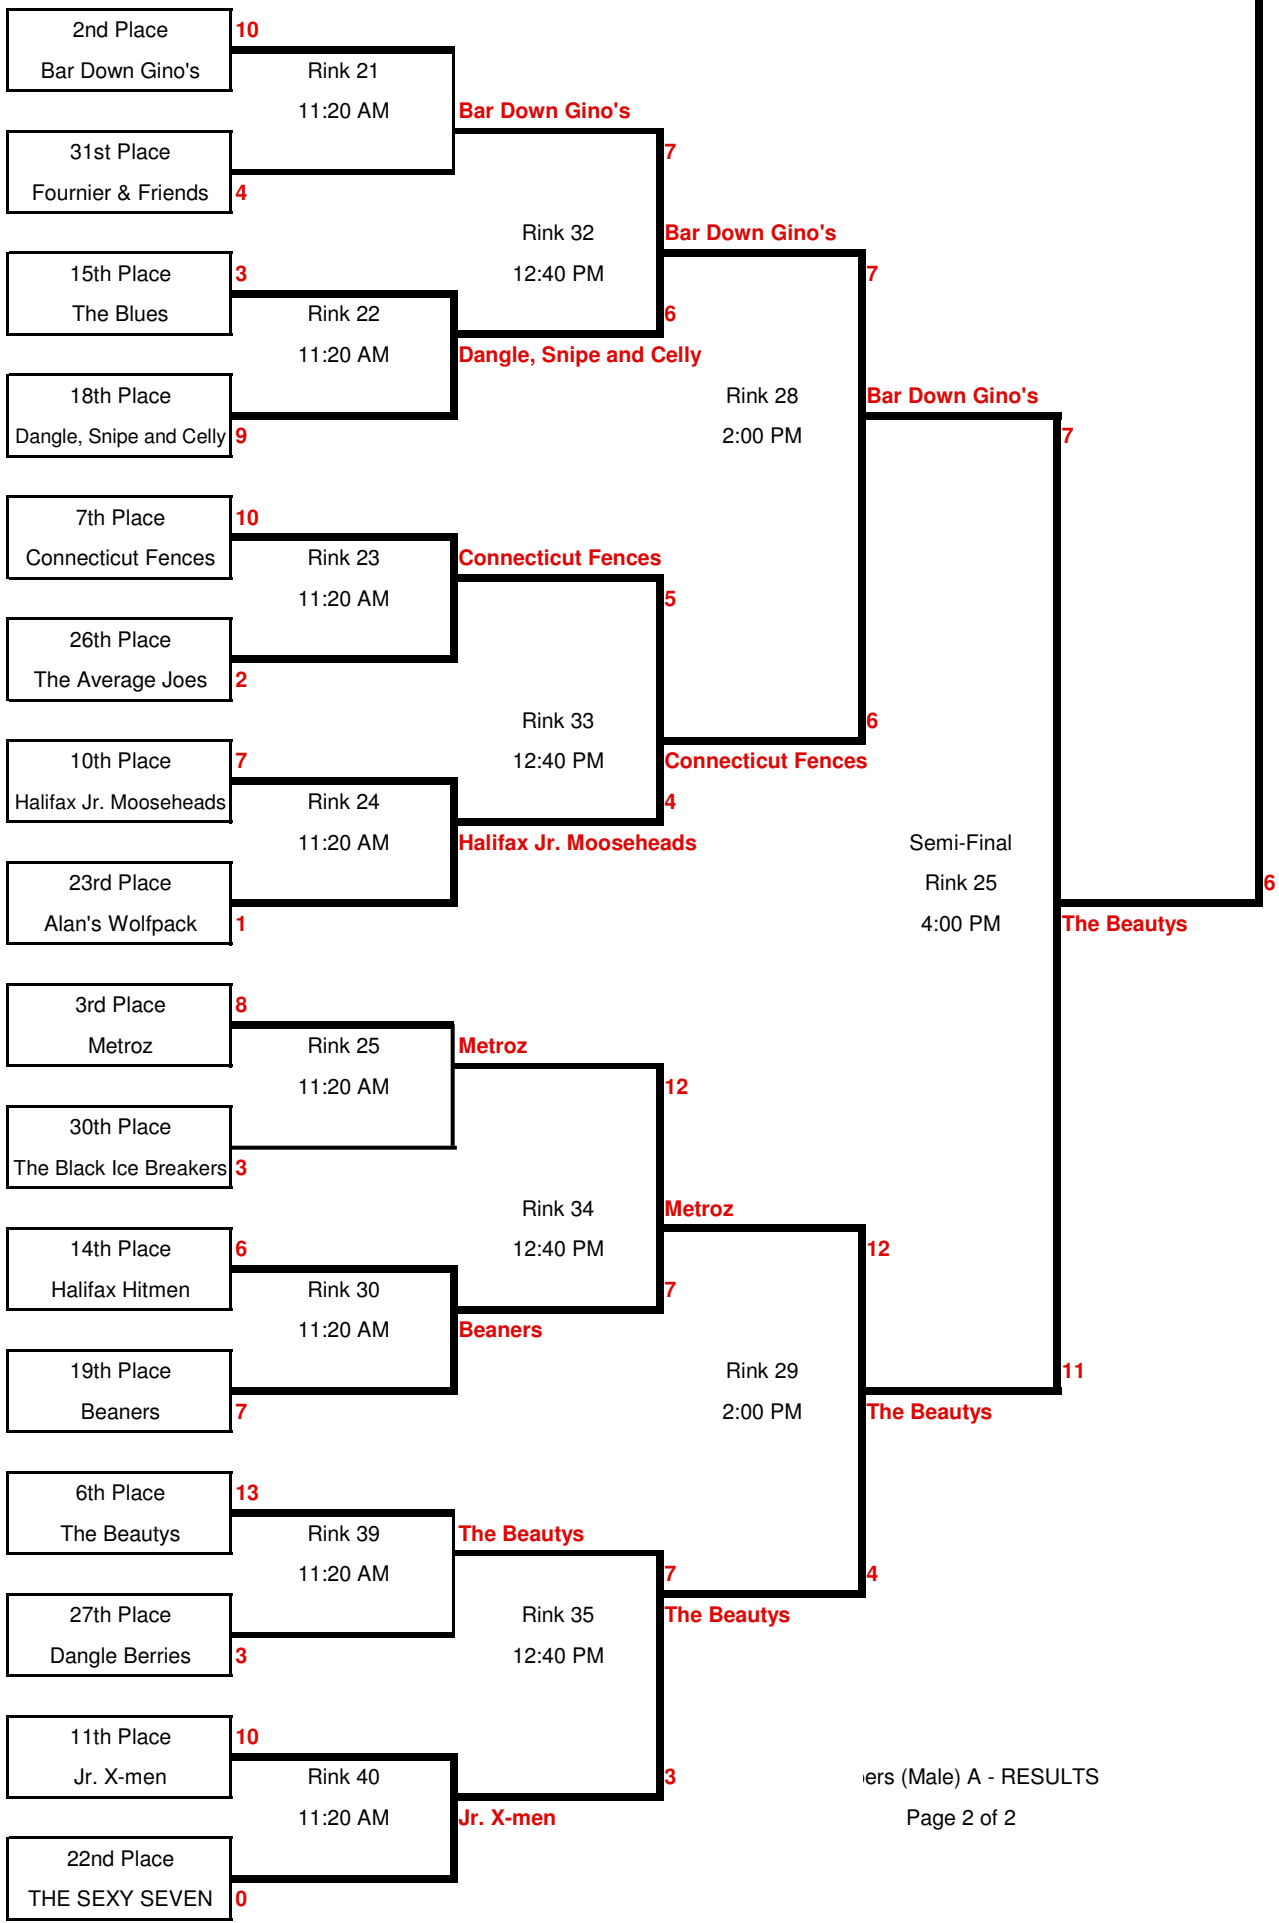 2nd Place 10
Bar Down Gino's Rink 21
11:20 AM Bar Down Gino's
31st Place 7
Fournier & Friends 4
Rink 32 Bar Down Gino's
15th Place 3 12:40 PM 7
The Blues Rink 22 6
11:20 AM Dangle, Snipe and Celly
18th Place Rink 28 Bar Down Gino's
Dangle, Snipe and Celly 9 2:00 PM 7
7th Place 10
Connecticut Fences Rink 23 Connecticut Fences
11:20 AM 5
26th Place
The Average Joes 2
Rink 33 6
10th Place 7 12:40 PM Connecticut Fences
Halifax Jr. Mooseheads Rink 24 4
11:20 AM Halifax Jr. Mooseheads Semi-Final
23rd Place Rink 25 6
Alan's Wolfpack 1 4:00 PM The Beautys
3rd Place 8
Metroz Rink 25 Metroz
11:20 AM 12
30th Place
The Black Ice Breakers 3
Rink 34 Metroz
14th Place 6 12:40 PM 12
Halifax Hitmen Rink 30 7
11:20 AM Beaners
19th Place Rink 29 11
Beaners 7 2:00 PM The Beautys
6th Place 13
The Beautys Rink 39 The Beautys
11:20 AM 7 4
27th Place Rink 35 The Beautys
Dangle Berries 3 12:40 PM
11th Place 10
Jr. X-men Rink 40 3 ers (Male) A - RESULTS
11:20 AM Jr. X-men Page 2 of 2
22nd Place
THE SEXY SEVEN 0